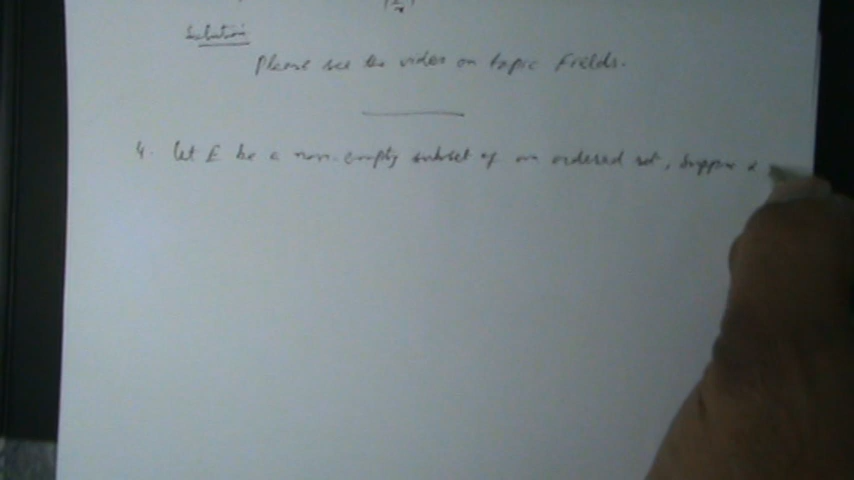 Solution
Please see the video on topic Fields.
4. Let E be a non-empty subset of an ordered set, Suppose α